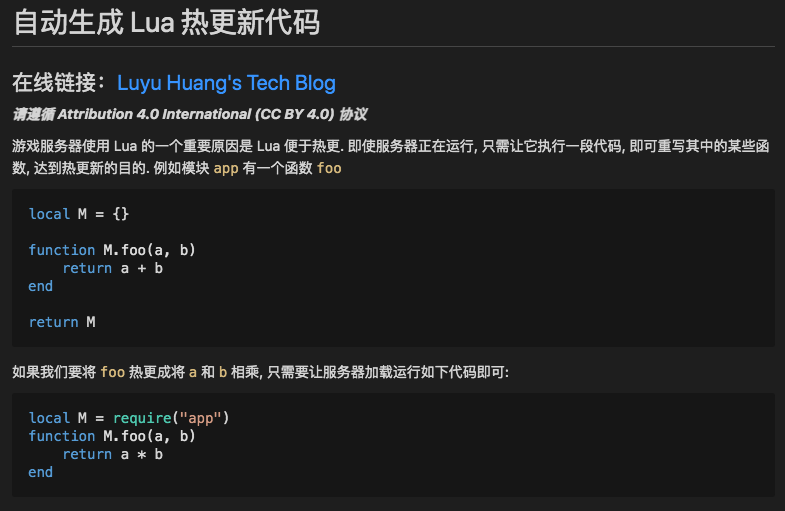 自动生成 Lua 热更新代码
在线链接：Luyu Huang's Tech Blog
请遵循 Attribution 4.0 International (CC BY 4.0) 协议
游戏服务器使用 Lua 的一个重要原因是 Lua 便于热更. 即使服务器正在运行, 只需让它执行一段代码, 即可重写其中的某些函
数, 达到热更新的目的. 例如模块 app 有一个函数 foo
local M = {}
function M.foo(a, b)
    return a + b
end
return M
如果我们要将 foo 热更成将 a 和 b 相乘, 只需要让服务器加载运行如下代码即可:
local M = require("app")
function M.foo(a, b)
    return a * b
end